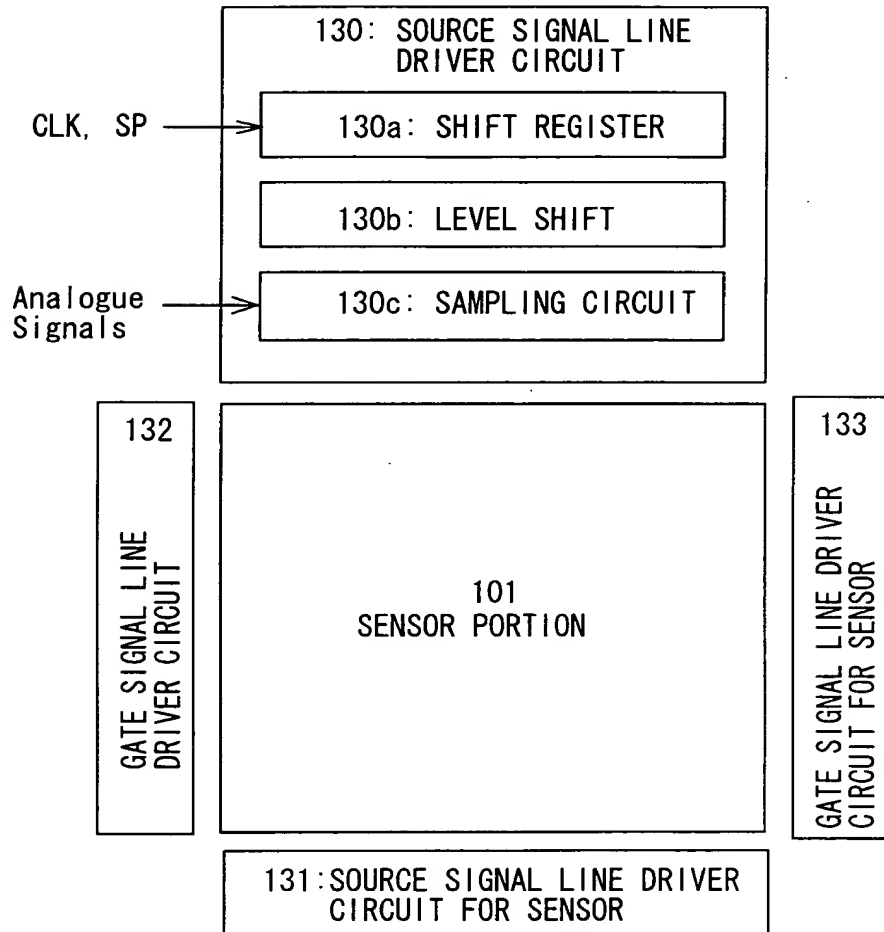 130: SOURCE SIGNAL LINE
DRIVER CIRCUIT
CLK, SP
130a: SHIFT REGISTER
130b: LEVEL SHIFT
Analogue
Signals
130c: SAMPLING CIRCUIT
132
GATE SIGNAL LINE
DRIVER CIRCUIT
101
SENSOR PORTION
133
GATE SIGNAL LINE DRIVER
CIRCUIT FOR SENSOR
131:SOURCE SIGNAL LINE DRIVER
CIRCUIT FOR SENSOR